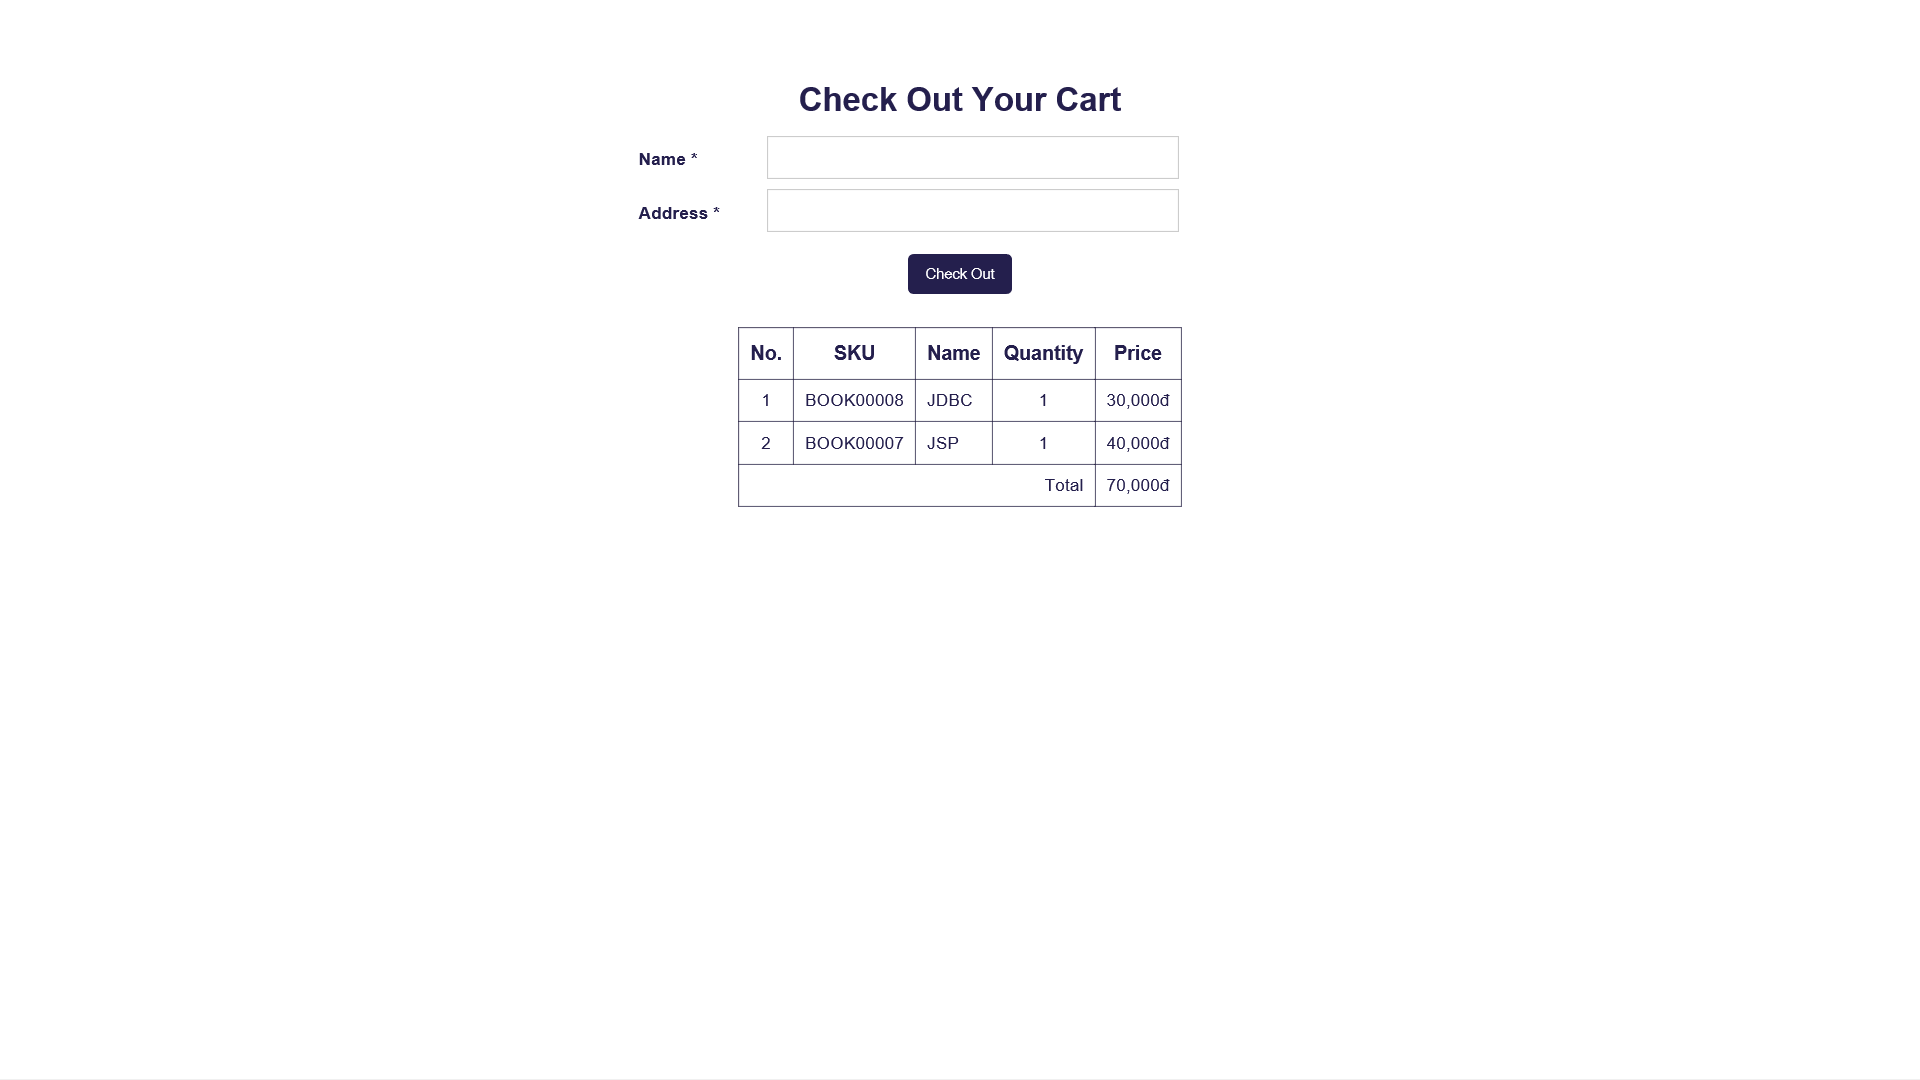 Check Out Your Cart
Name *
Address *
Check Out
No. SKU Name Quantity Price
1 BOOK00008 JDBC 1 30,000đ
2 BOOK00007 JSP 1 40,000đ
Total 70,000đ